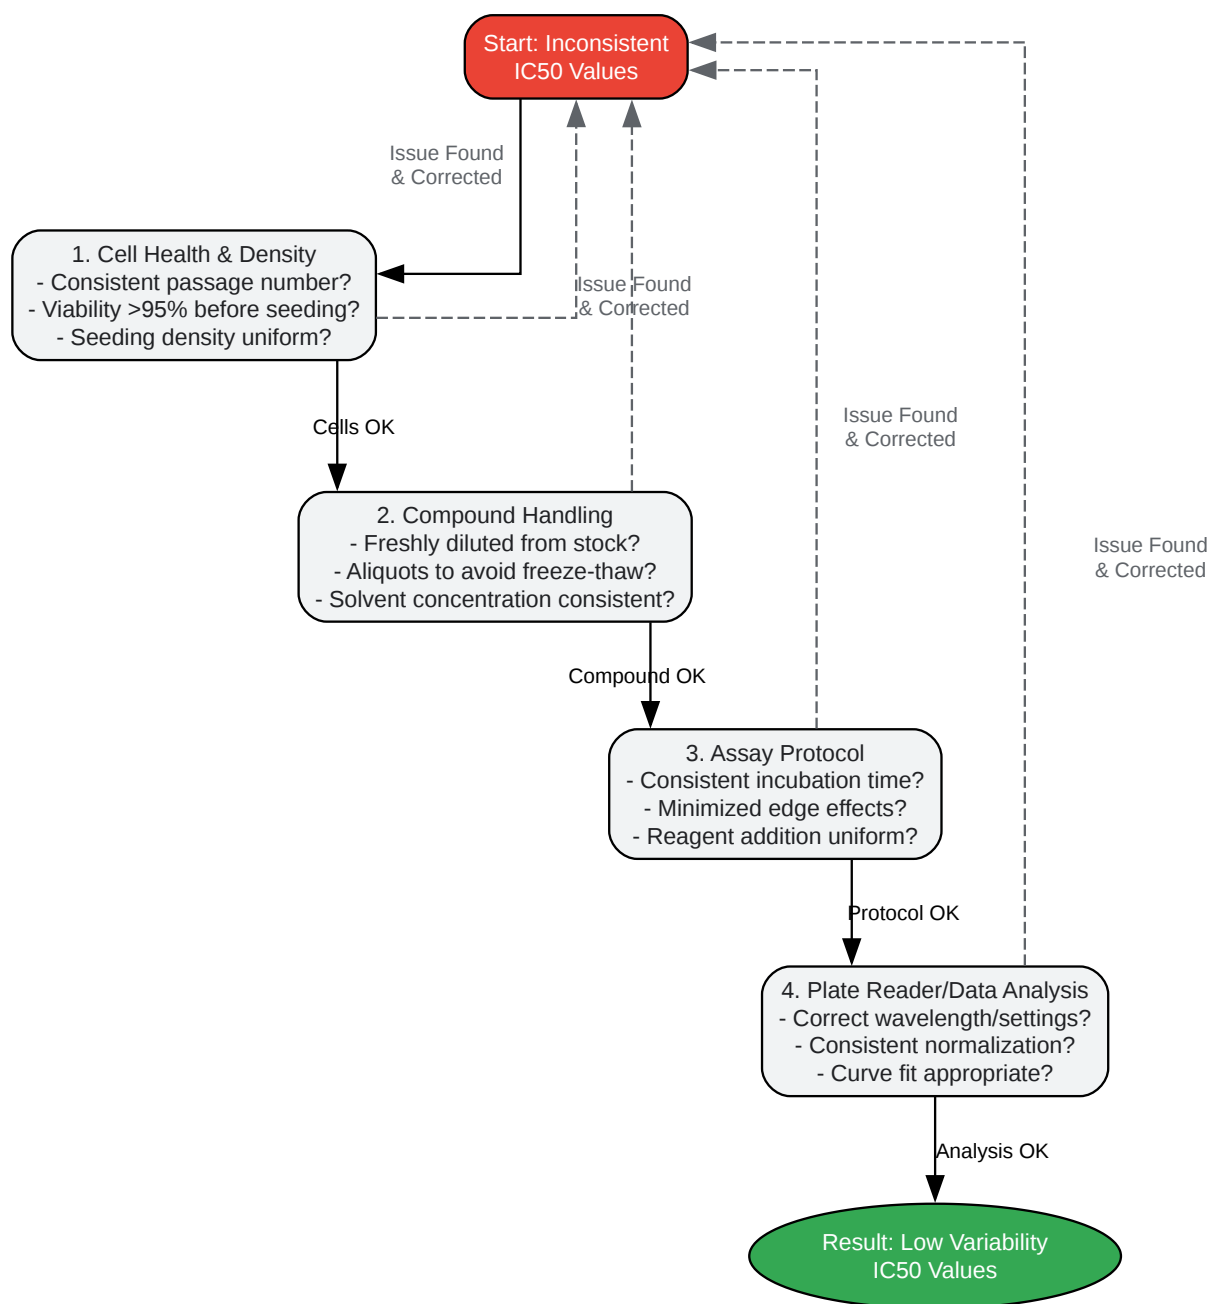 Start: Inconsistent
IC50 Values
Issue Found
& Corrected
1. Cell Health & Density
- Consistent passage number?
- Viability >95% before seeding?
- Seeding density uniform?
Issue Found
& Corrected
Cells OK
Issue Found
& Corrected
2. Compound Handling
- Freshly diluted from stock?
- Aliquots to avoid freeze-thaw?
- Solvent concentration consistent?
Issue Found
& Corrected
Compound OK
3. Assay Protocol
- Consistent incubation time?
- Minimized edge effects?
- Reagent addition uniform?
Protocol OK
4. Plate Reader/Data Analysis
- Correct wavelength/settings?
- Consistent normalization?
- Curve fit appropriate?
Analysis OK
Result: Low Variability
IC50 Values